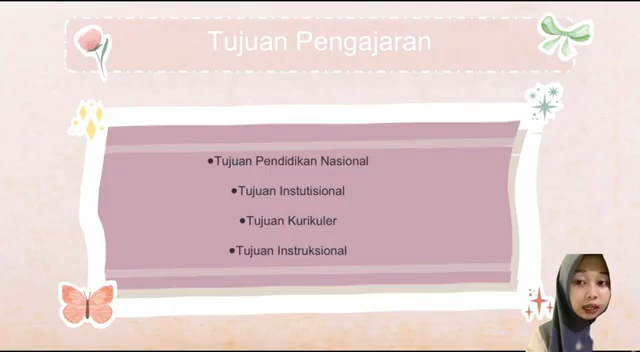 Tujuan Pengajaran
●Tujuan Pendidikan Nasional
●Tujuan Instutisional
●Tujuan Kurikuler
●Tujuan Instruksional